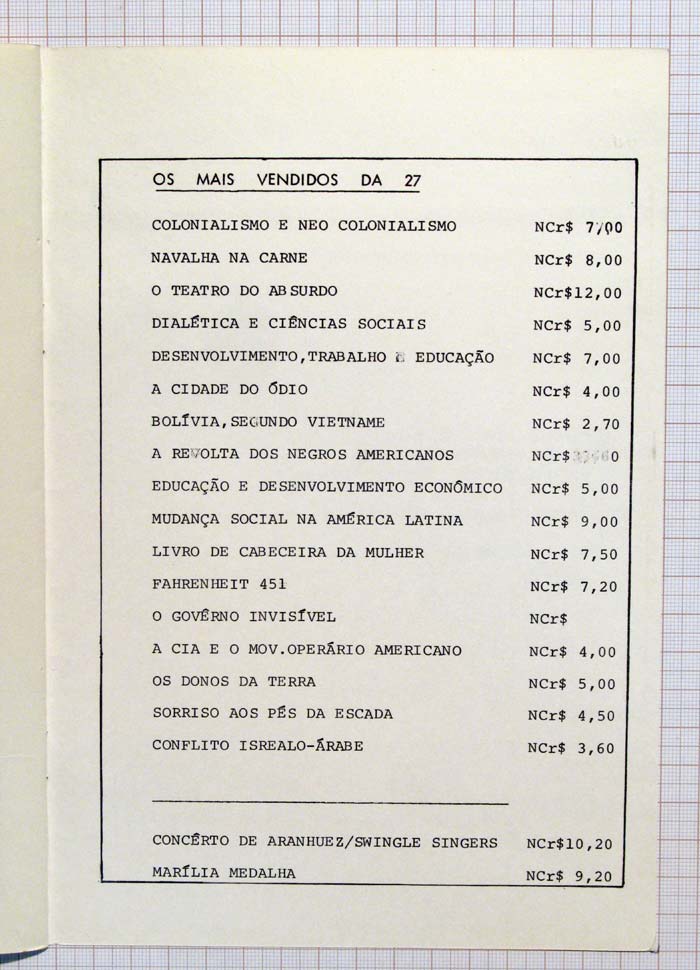 OS MAIS VENDIDOS DA 27
COLONIALISMO E NEO COLONIALISMO NCr$ 7,00
NAVALHA NA CARNE NCr$ 8,00
O TEATRO DO ABSURDO NCr$12,00
DIALÉTICA E CIÊNCIAS SOCIAIS NCr$ 5,00
DESENVOLVIMENTO,TRABALHO E EDUCAÇÃO NCr$ 7,00
A CIDADE DO ÓDIO NCr$ 4,00
BOLÍVIA,SEGUNDO VIETNAME NCr$ 2,70
A REVOLTA DOS NEGROS AMERICANOS NCr$
EDUCAÇÃO E DESENVOLVIMENTO ECONÔMICO NCr$ 5,00
MUDANÇA SOCIAL NA AMÉRICA LATINA NCr$ 9,00
LIVRO DE CABECEIRA DA MULHER NCr$ 7,50
FAHRENHEIT 451 NCr$ 7,20
O GOVÊRNO INVISÍVEL NCr$
A CIA E O MOV.OPERÁRIO AMERICANO NCr$ 4,00
OS DONOS DA TERRA NCr$ 5,00
SORRISO AOS PÉS DA ESCADA NCr$ 4,50
CONFLITO ISREALO-ÁRABE NCr$ 3,60
CONCÊRTO DE ARANHUEZ/SWINGLE SINGERS NCr$10,20
MARÍLIA MEDALHA NCr$ 9,20